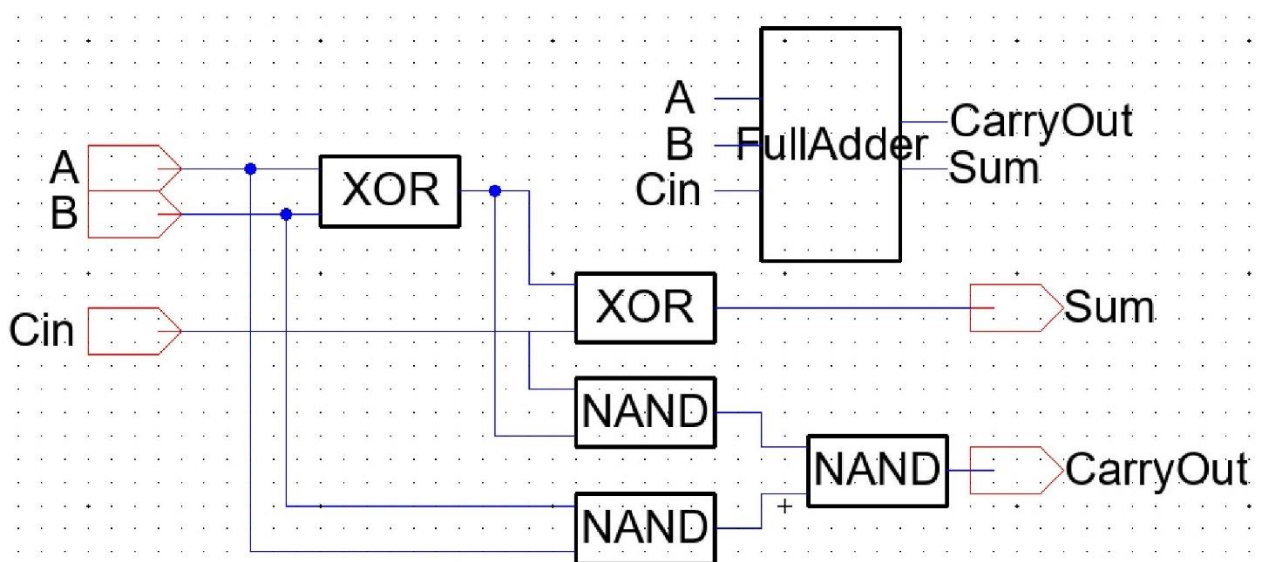 A
B
Cin
XOR
XOR
NAND
NAND
NAND
Sum
CarryOut
A
B
Cin
FullAdder
CarryOut
Sum